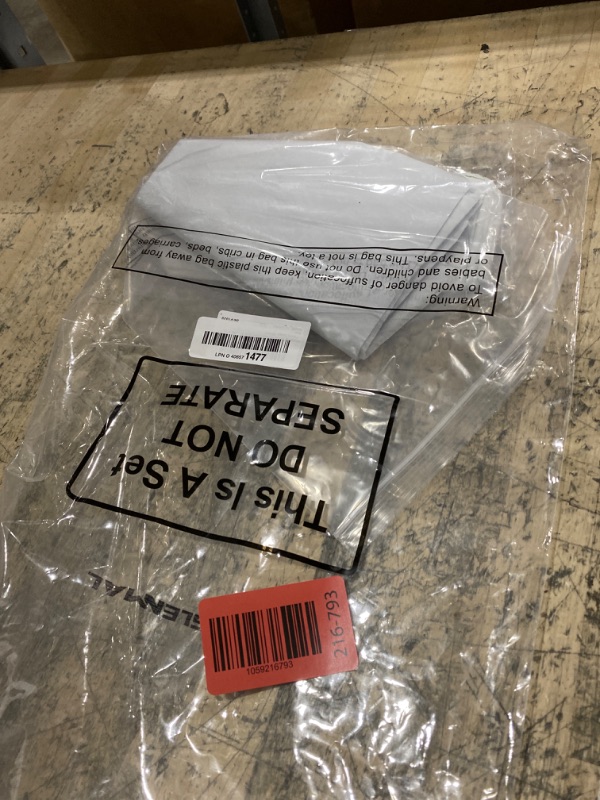 Warning:
To avoid danger of suffocation, keep this plastic bag away from
babies and children. Do not use this bag in cribs, beds, carriages,
or playpens. This bag is not a toy.
LPN G 40857 1477
This Is A Set
DO NOT
SEPARATE
1059216793
216-793